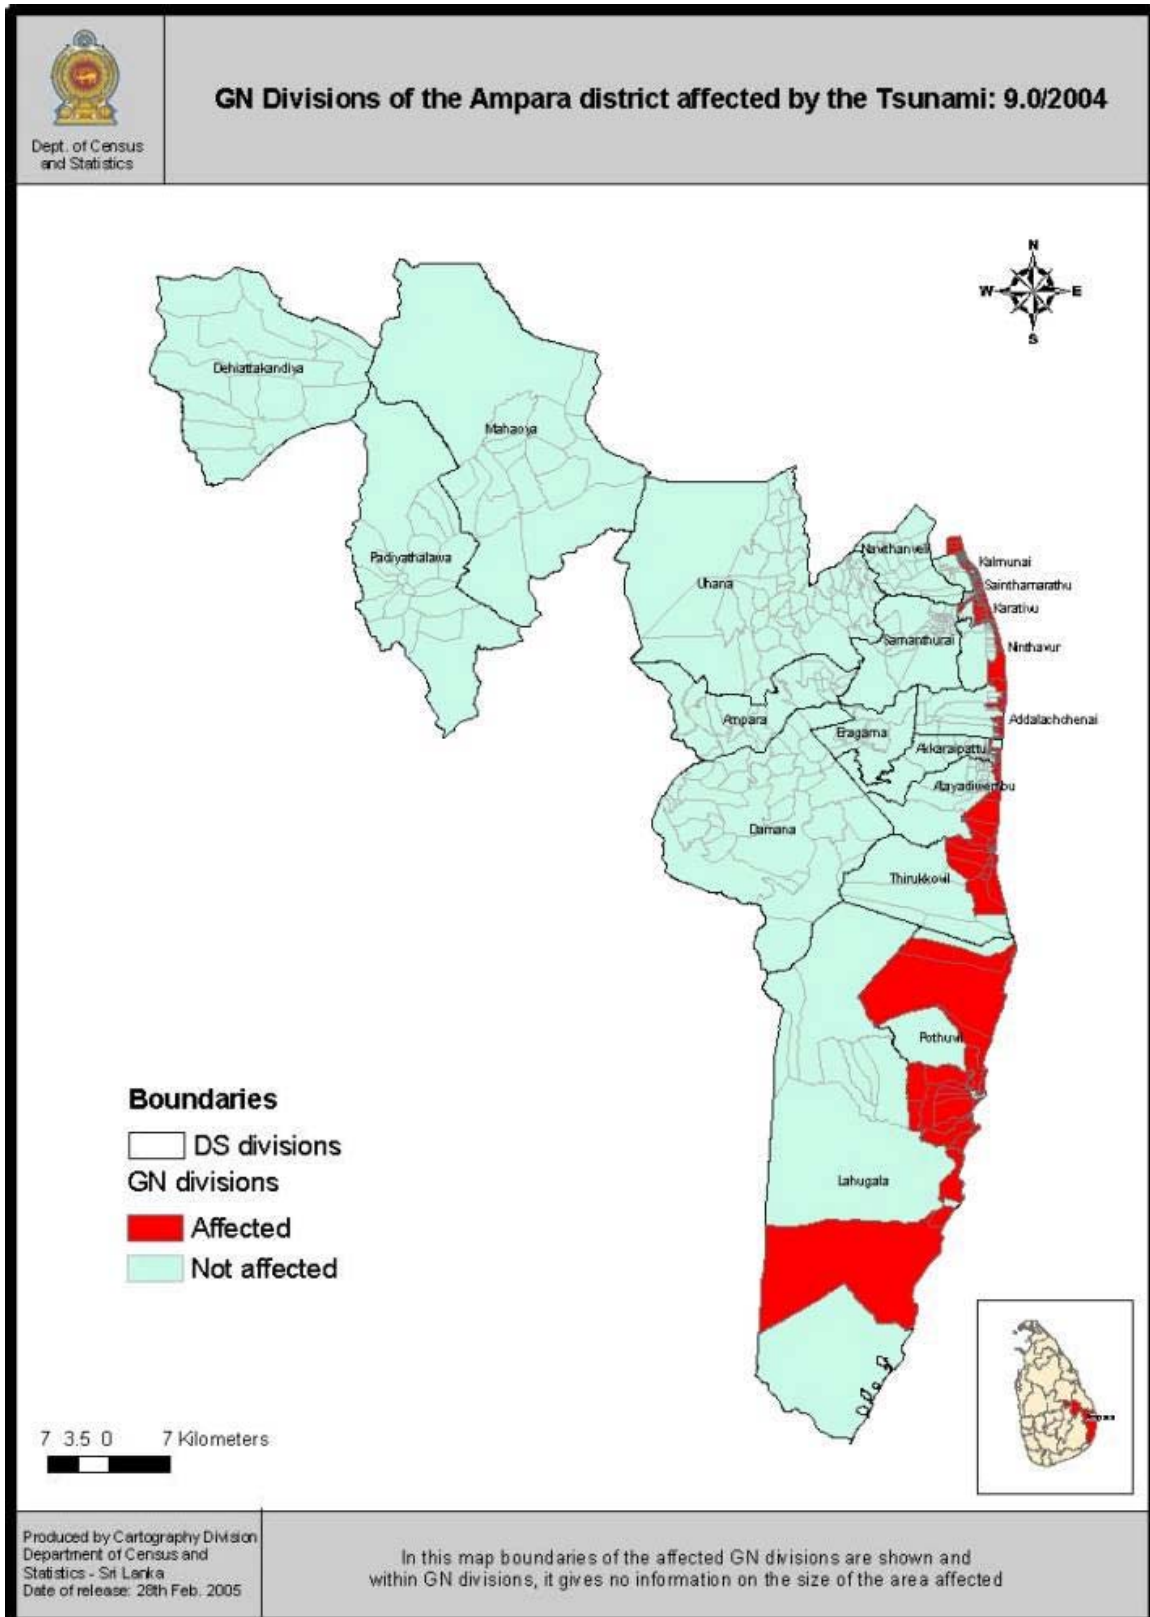 Dept. of Census
and Statistics
GN Divisions of the Ampara district affected by the Tsunami: 9.0/2004
N
W E
S
Dehiattakandiya
Mahaoya
Padiyathalawa
Uhana
Navithanveli
Kalmunai
Sainthamarathu
Karativu
Samanthurai
Ninthavur
Ampara
Eragama
Addalachchenai
Akkaraipattu
Alayadiwembu
Damana
Thirukkovil
Pothuvil
Lahugala
Boundaries
DS divisions
GN divisions
Affected
Not affected
7 3.5 0 7 Kilometers
Ampara
Produced by Cartography Division
Department of Census and
Statistics - Sri Lanka
Date of release: 28th Feb. 2005
In this map boundaries of the affected GN divisions are shown and
within GN divisions, it gives no information on the size of the area affected